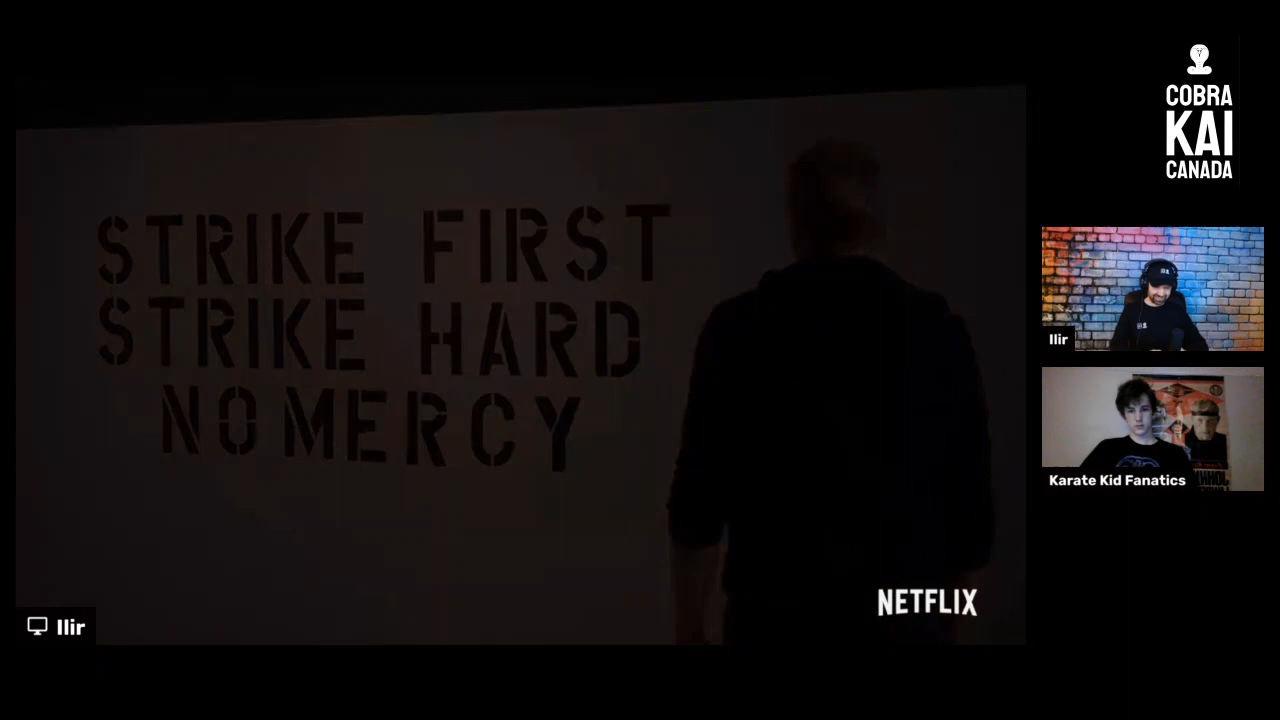 STRIKE FIRST
STRIKE HARD
NO MERCY
NETFLIX
Ilir
COBRA
KAI
CANADA
Ilir
Karate Kid Fanatics